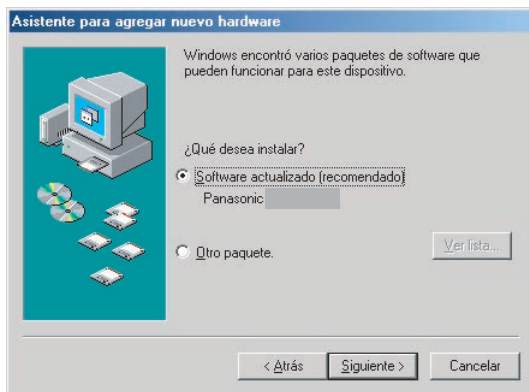 Asistente para agregar nuevo hardware
Windows encontró varios paquetes de software que
pueden funcionar para este dispositivo.
¿Qué desea instalar?
Software actualizado (recomendado)
Panasonic
Otro paquete.
Ver lista...
< Atrás
Siguiente >
Cancelar